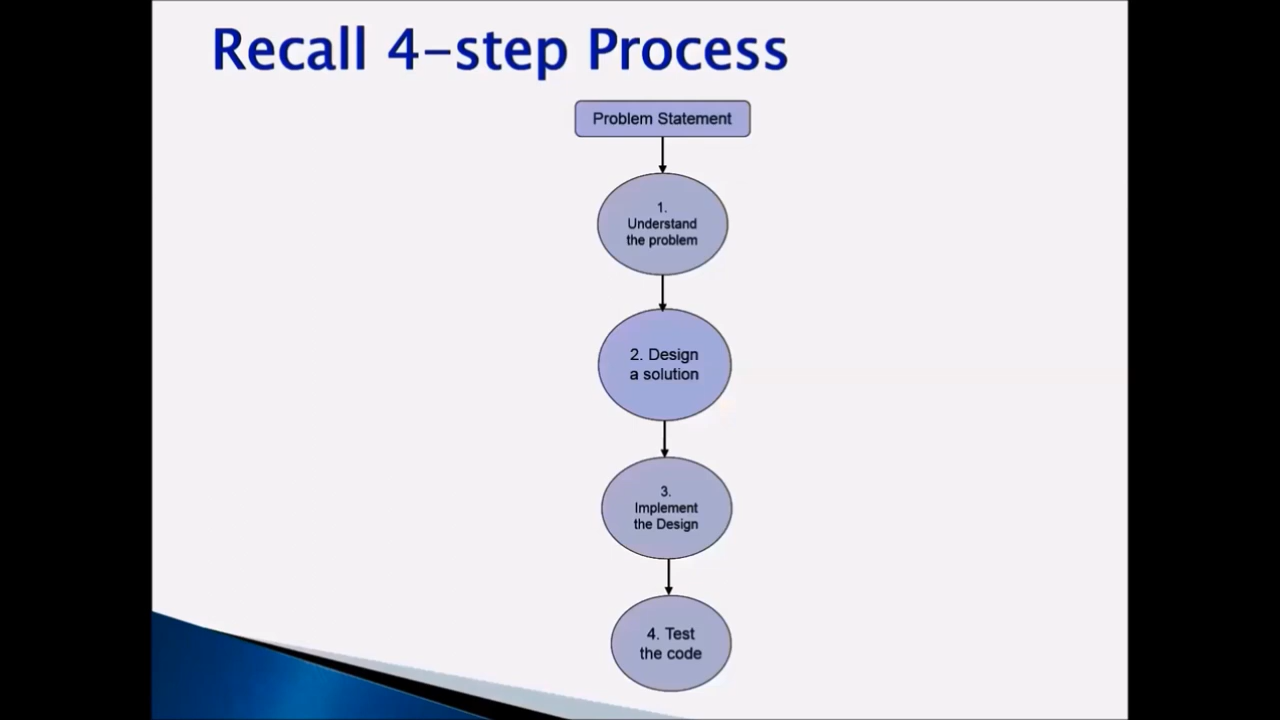 Recall 4-step Process
Problem Statement
1.
Understand
the problem
2. Design
a solution
3.
Implement
the Design
4. Test
the code